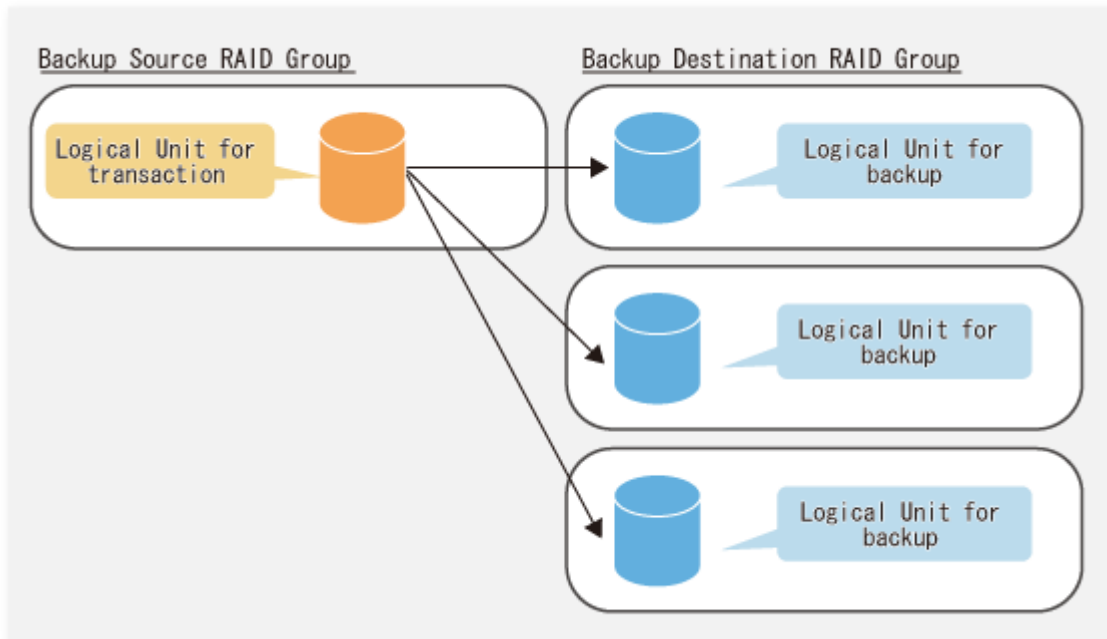 Backup Source RAID Group
Backup Destination RAID Group
Logical Unit for
transaction
Logical Unit for
backup
Logical Unit for
backup
Logical Unit for
backup